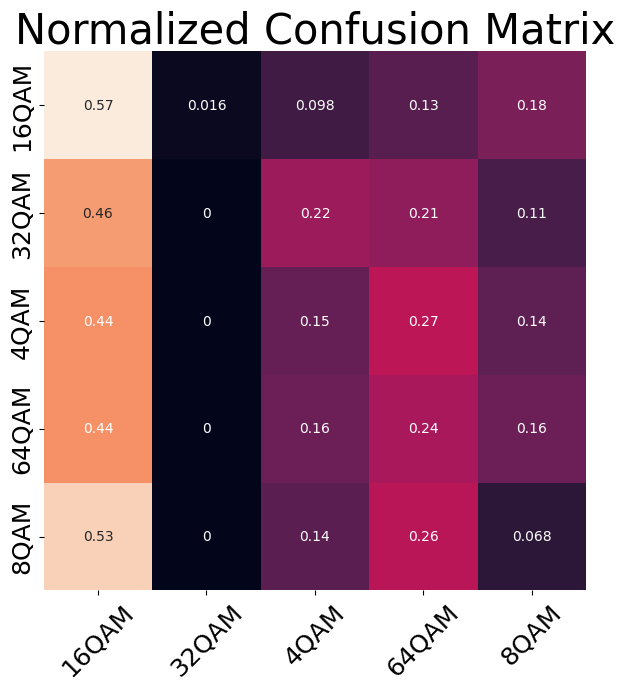 Normalized Confusion Matrix
16QAM 0.57 0.016 0.098 0.13 0.18
32QAM 0.46 0 0.22 0.21 0.11
4QAM 0.44 0 0.15 0.27 0.14
64QAM 0.44 0 0.16 0.24 0.16
8QAM 0.53 0 0.14 0.26 0.068
16QAM 32QAM 4QAM 64QAM 8QAM